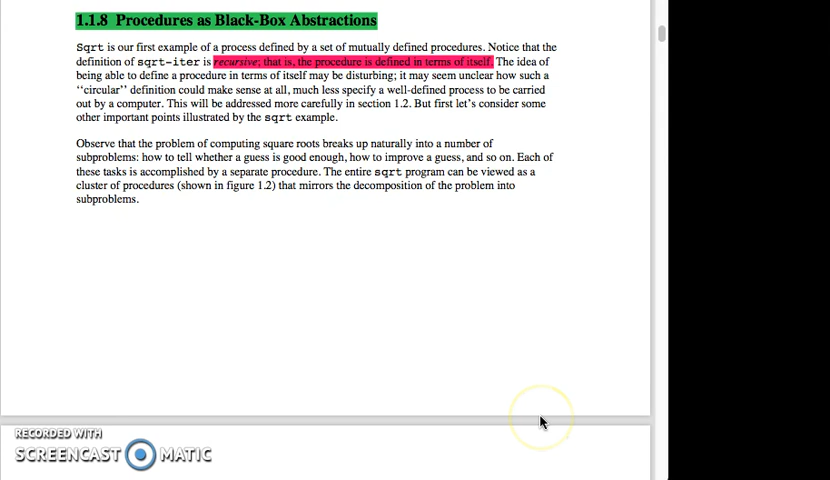 1.1.8 Procedures as Black-Box Abstractions
Sqrt is our first example of a process defined by a set of mutually defined procedures. Notice that the
definition of sqrt-iter is recursive; that is, the procedure is defined in terms of itself. The idea of
being able to define a procedure in terms of itself may be disturbing; it may seem unclear how such a
``circular'' definition could make sense at all, much less specify a well-defined process to be carried
out by a computer. This will be addressed more carefully in section 1.2. But first let's consider some
other important points illustrated by the sqrt example.
Observe that the problem of computing square roots breaks up naturally into a number of
subproblems: how to tell whether a guess is good enough, how to improve a guess, and so on. Each of
these tasks is accomplished by a separate procedure. The entire sqrt program can be viewed as a
cluster of procedures (shown in figure 1.2) that mirrors the decomposition of the problem into
subproblems.
RECORDED WITH
SCREENCAST MATIC